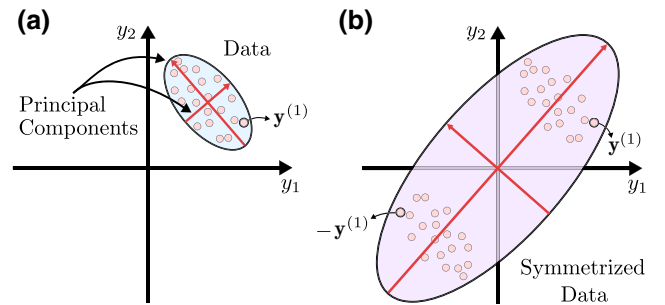 (a)
y₂
Data
Principal
Components
y⁽¹⁾
y₁
(b)
y₂
y⁽¹⁾
y₁
−y⁽¹⁾
Symmetrized
Data